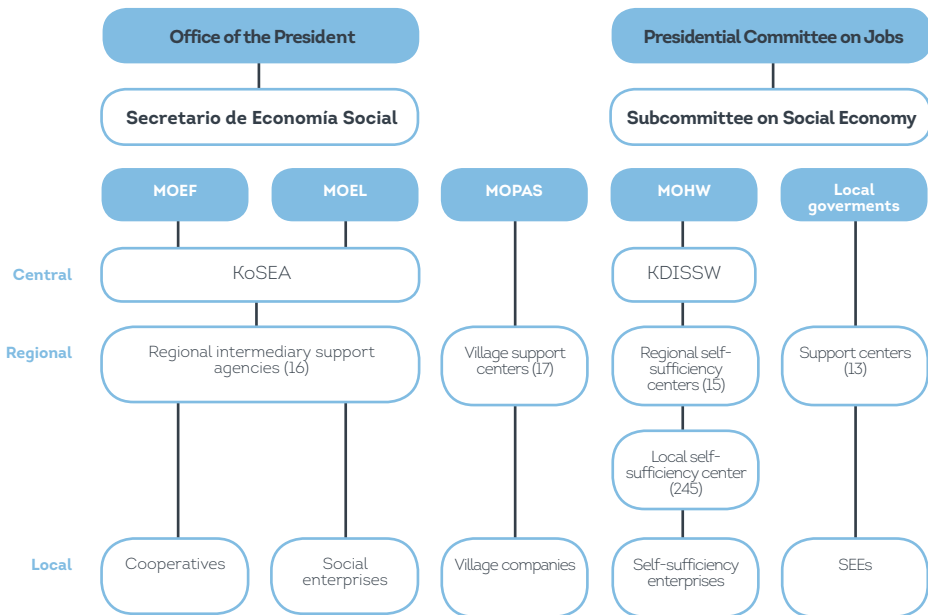 Office of the President
Presidential Committee on Jobs
Secretario de Economía Social
Subcommittee on Social Economy
MOEF
MOEL
MOPAS
MOHW
Local
goverments
Central
KoSEA
KDISSW
Regional
Regional intermediary support
agencies (16)
Village support
centers (17)
Regional self-
sufficiency
centers (15)
Support centers
(13)
Local self-
sufficiency center
(245)
Local
Cooperatives
Social
enterprises
Village companies
Self-sufficiency
enterprises
SEEs